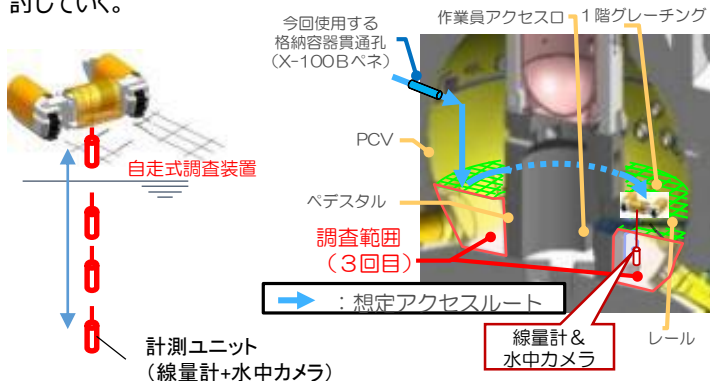 討していく。
今回使用する
格納容器貫通孔
(X-100Bペネ)
作業員アクセス口
1階グレーチング
PCV
自走式調査装置
ペデスタル
調査範囲
(3回目)
：想定アクセスルート
線量計＆
水中カメラ
レール
計測ユニット
(線量計+水中カメラ)